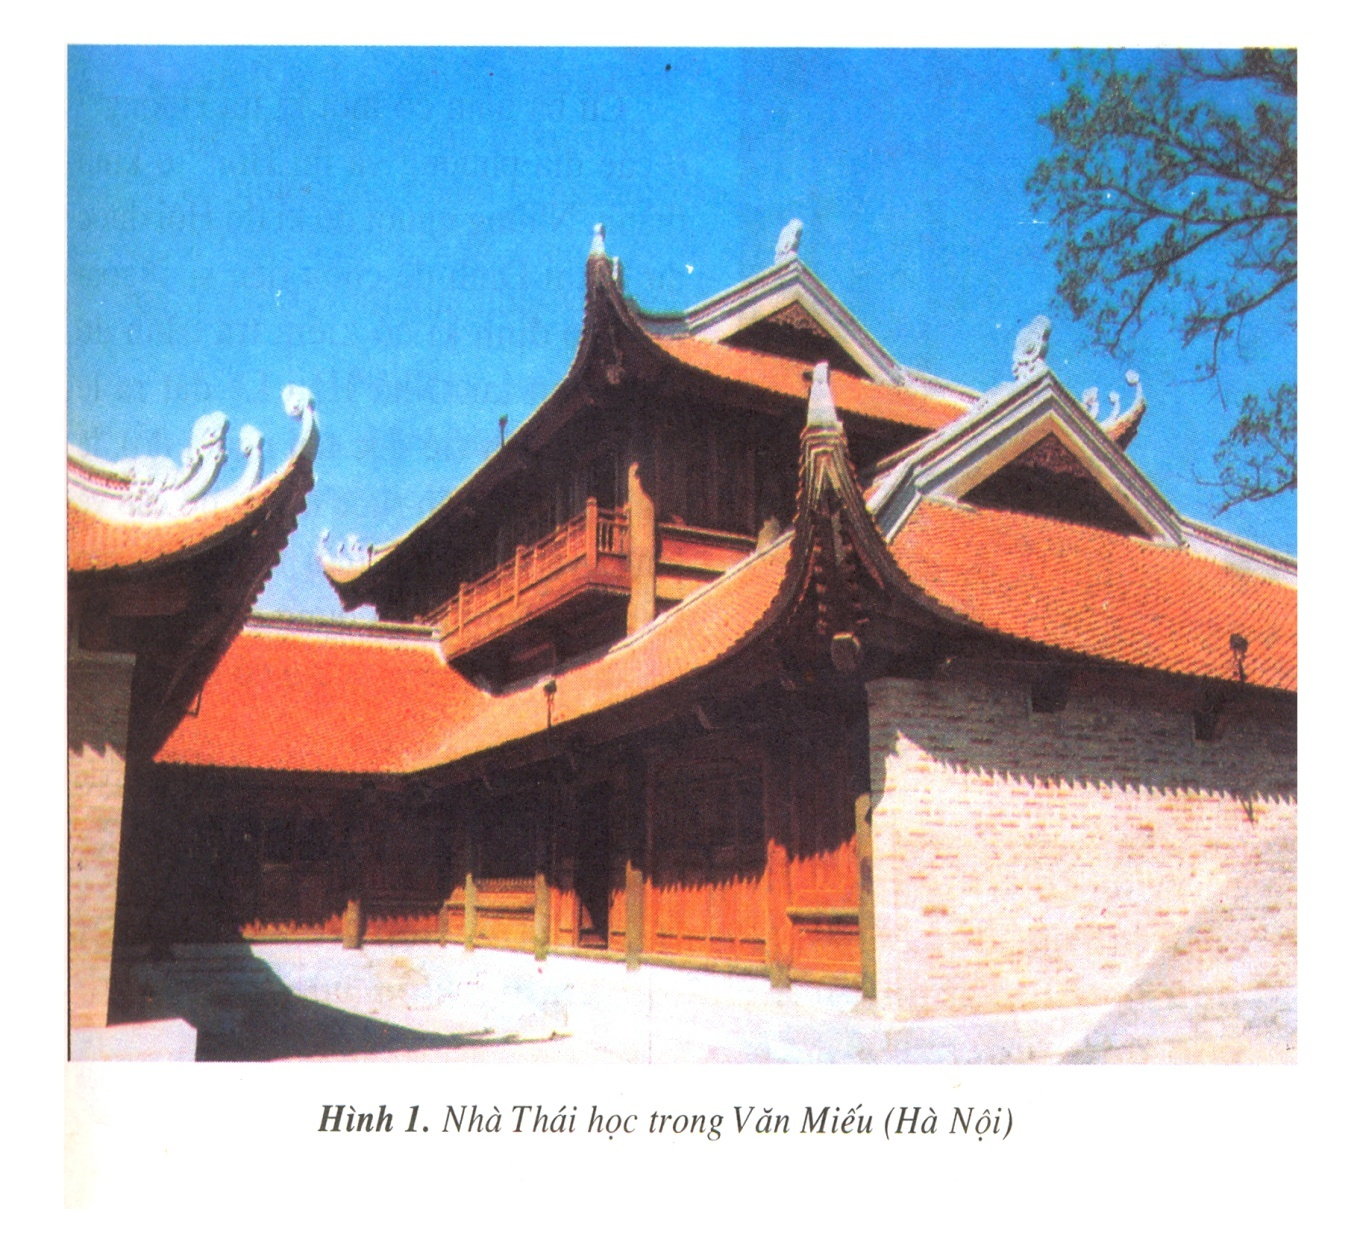 Hình 1. Nhà Thái học trong Văn Miếu (Hà Nội)